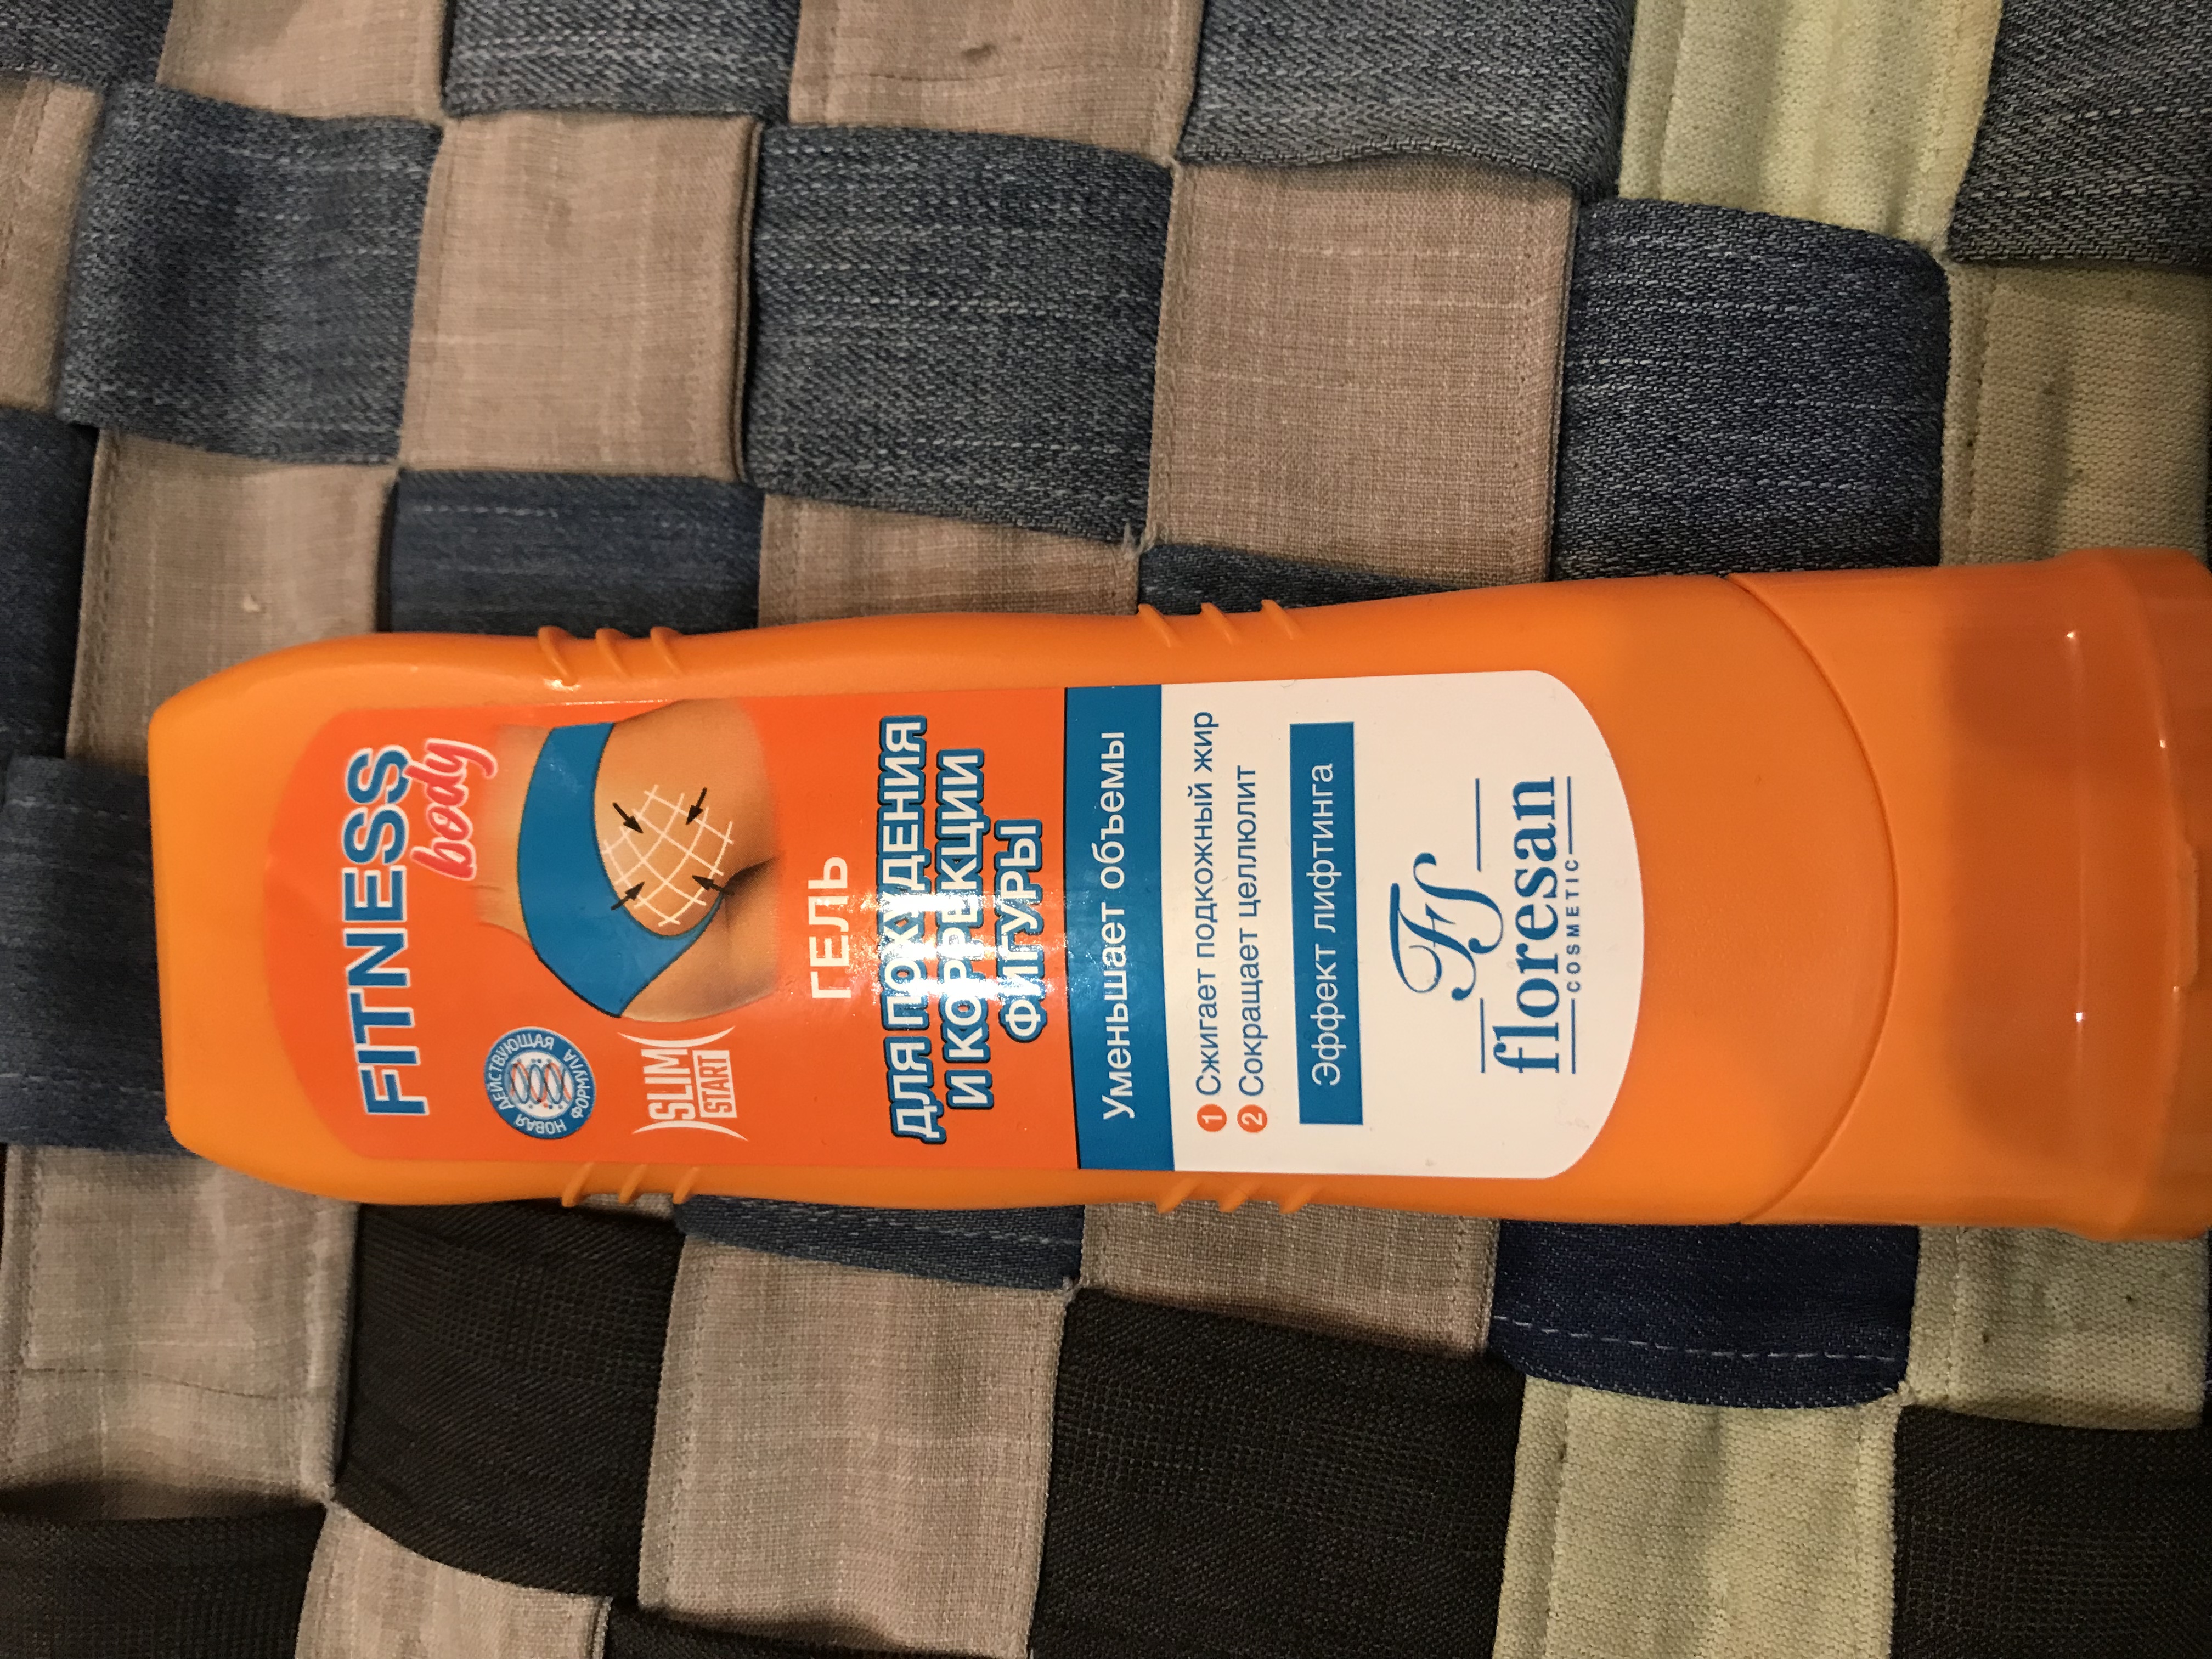 FITNESS
body
НОВАЯ ДЕЙСТВУЮЩАЯ ФОРМУЛА
SLIM
START
ГЕЛЬ
ДЛЯ ПОХУДЕНИЯ
И КОРРЕКЦИИ
ФИГУРЫ
Уменьшает объемы
1 Сжигает подкожный жир
2 Сокращает целлюлит
Эффект лифтинга
FS
floresan
COSMETIC